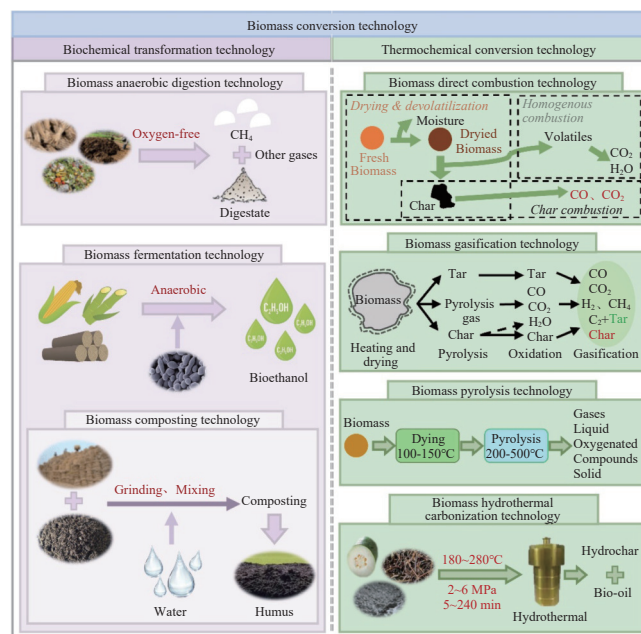 Biomass conversion technology
Biochemical transformation technology
Biomass anaerobic digestion technology
Oxygen-free
CH₄
Other gases
Digestate
Biomass fermentation technology
Anaerobic
C₂H₅OH
C₂H₅OH
C₂H₅OH
C₂H₅OH
Bioethanol
Biomass composting technology
Grinding、Mixing
Composting
Water
Humus
Thermochemical conversion technology
Biomass direct combustion technology
Drying & devolatilization
Moisture
Fresh
Biomass
Dryied
Biomass
Homogenous
combustion
Volatiles
CO₂
H₂O
Char
CO、CO₂
Char combustion
Biomass gasification technology
Biomass
Heating and
drying
Tar
Pyrolysis
gas
Char
Pyrolysis
Tar
CO
CO₂
H₂O
Char
Oxidation
CO
CO₂
H₂、CH₄
C₂+Tar
Char
Gasification
Biomass pyrolysis technology
Biomass
Dying
100-150℃
Pyrolysis
200-500℃
Gases
Liquid
Oxygenated
Compounds
Solid
Biomass hydrothermal
carbonization technology
180~280℃
2~6 MPa
5~240 min
Hydrothermal
Hydrochar
Bio-oil